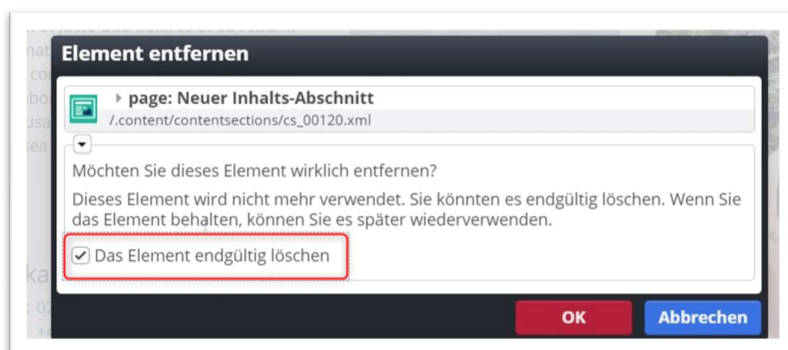 Element entfernen
page: Neuer Inhalts-Abschnitt
/.content/contentsections/cs_00120.xml
Möchten Sie dieses Element wirklich entfernen?
Dieses Element wird nicht mehr verwendet. Sie könnten es endgültig löschen. Wenn Sie
das Element behalten, können Sie es später wiederverwenden.
Das Element endgültig löschen
OK Abbrechen